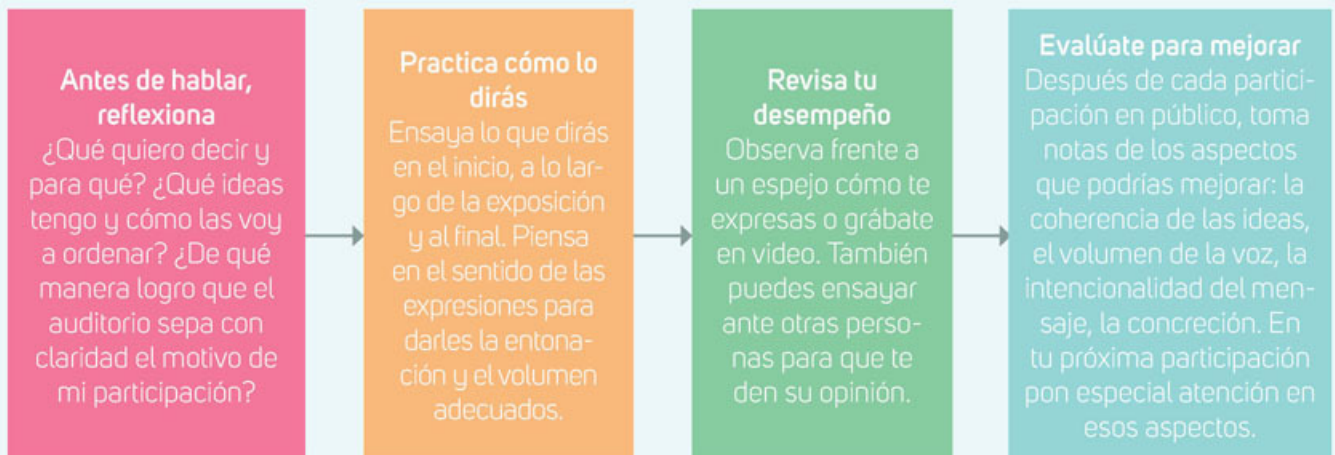 Antes de hablar,
reflexiona
¿Qué quiero decir y
para qué? ¿Qué ideas
tengo y cómo las voy
a ordenar? ¿De qué
manera logro que el
auditorio sepa con
claridad el motivo de
mi participación?
Practica cómo lo
dirás
Ensaya lo que dirás
en el inicio, a lo lar-
go de la exposición
y al final. Piensa
en el sentido de las
expresiones para
darles la entona-
ción y el volumen
adecuados.
Revisa tu
desempeño
Observa frente a
un espejo cómo te
expresas o grábate
en video. También
puedes ensayar
ante otras perso-
nas para que te
den su opinión.
Evalúate para mejorar
Después de cada partici-
pación en público, toma
notas de los aspectos
que podrías mejorar: la
coherencia de las ideas,
el volumen de la voz, la
intencionalidad del men-
saje, la concreción. En
tu próxima participación
pon especial atención en
esos aspectos.